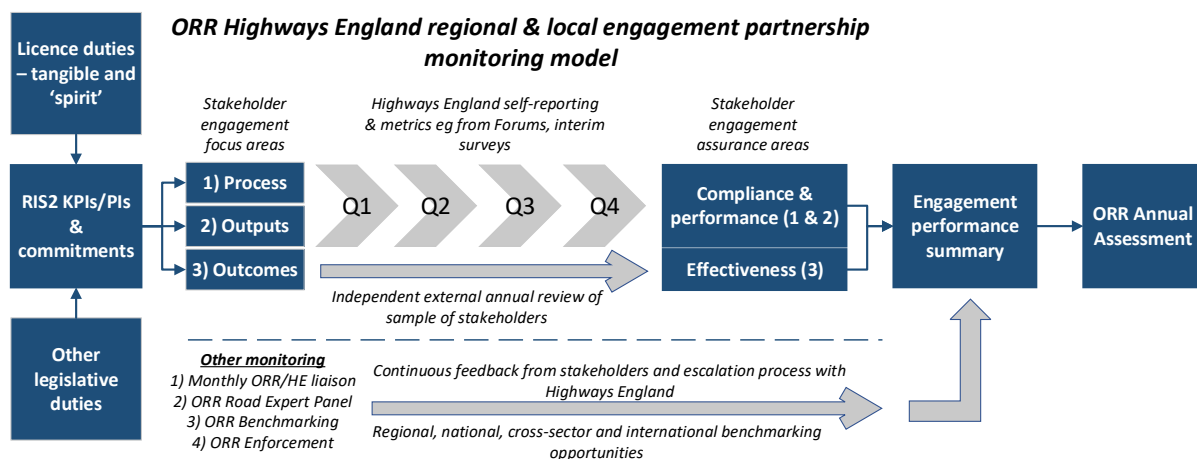 ORR Highways England regional & local engagement partnership
monitoring model
Licence duties
– tangible and
‘spirit’
RIS2 KPIs/PIs
&
commitments
Other
legislative
duties
Stakeholder
engagement
focus areas
1) Process
2) Outputs
3) Outcomes
Highways England self-reporting
& metrics eg from Forums, interim
surveys
Q1
Q2
Q3
Q4
Independent external annual review of
sample of stakeholders
Stakeholder
engagement
assurance areas
Compliance &
performance (1 & 2)
Effectiveness (3)
Engagement
performance
summary
ORR Annual
Assessment
Other monitoring
1) Monthly ORR/HE liaison
2) ORR Road Expert Panel
3) ORR Benchmarking
4) ORR Enforcement
Continuous feedback from stakeholders and escalation process with
Highways England
Regional, national, cross-sector and international benchmarking
opportunities